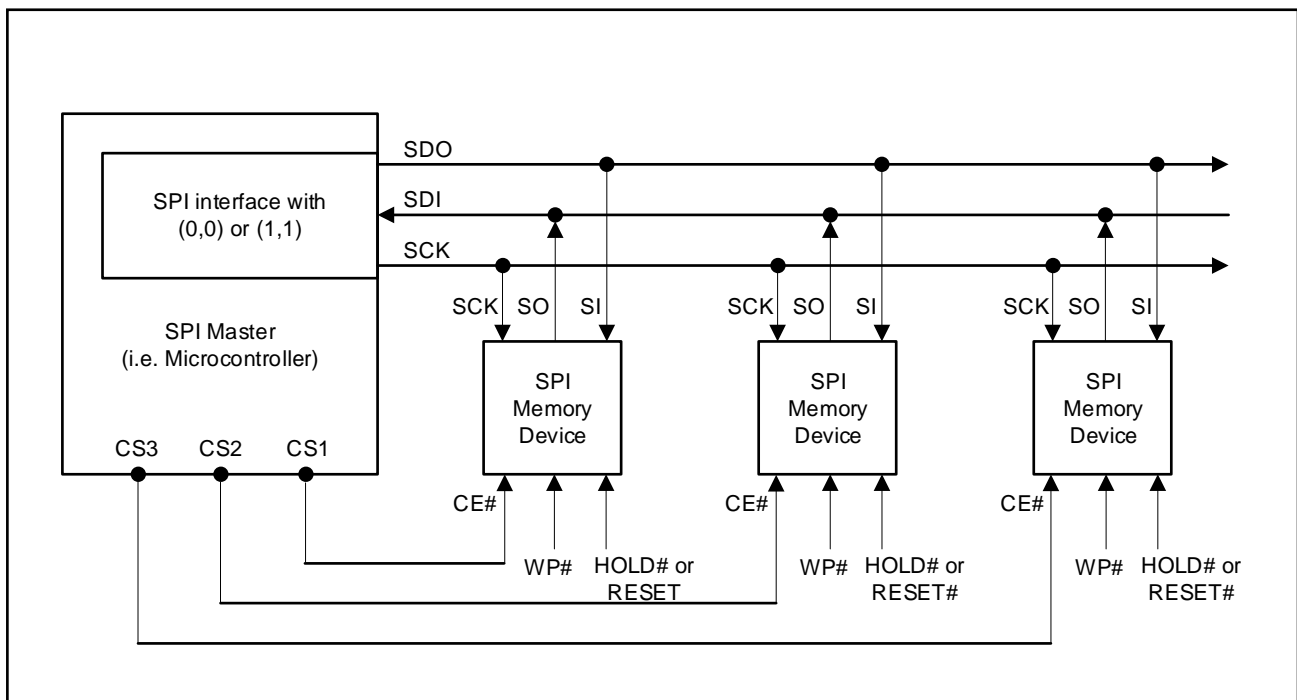 SDO
SPI interface with
(0,0) or (1,1)
SDI
SCK
SPI Master
(i.e. Microcontroller)
SCK SO SI
SCK SO SI
SCK SO SI
SPI
Memory
Device
SPI
Memory
Device
SPI
Memory
Device
CS3 CS2 CS1
CE#
WP#
HOLD# or
RESET
CE#
WP#
HOLD# or
RESET#
CE#
WP#
HOLD# or
RESET#